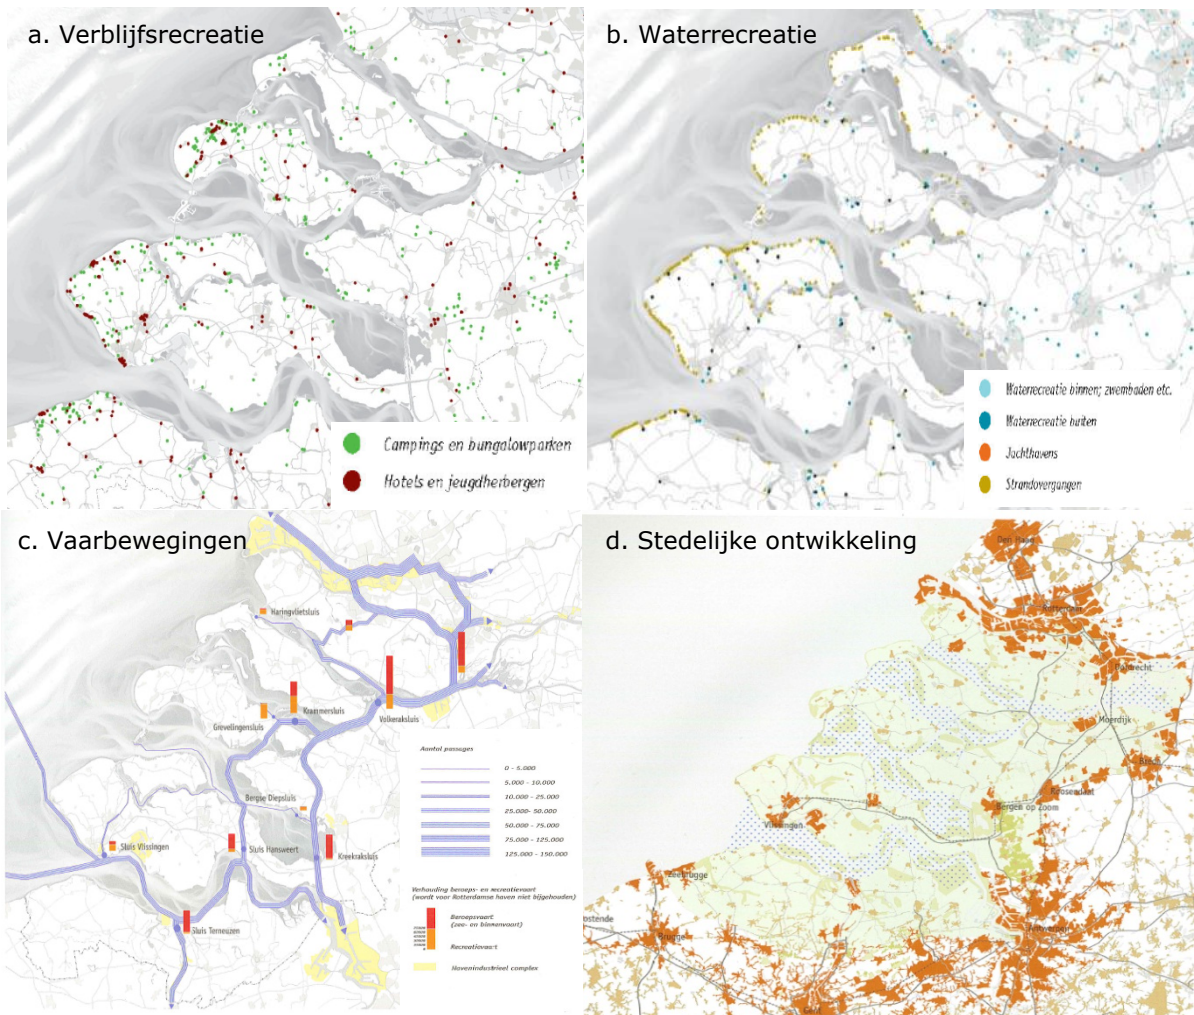 a. Verblijfsrecreatie
Campings en bungalowparken
Hotels en jeugdherbergen
b. Waterrecreatie
Waterrecreatie binnen; zwembaden etc.
Waterrecreatie buiten
Jachthavens
Strandovergangen
c. Vaarbewegingen
Haringvlietsluis
Krammersluis
Volkeraksluis
Grevelingensluis
Bergse Diepsluis
Sluis Vlissingen
Sluis Hansweert
Kreekraksluis
Sluis Terneuzen
Aantal passages
0 - 5.000
5.000 - 10.000
10.000 - 25.000
25.000- 50.000
50.000 - 75.000
75.000 - 125.000
125.000 - 150.000
Verhouding beroeps- en recreatievaart
(wordt voor Rotterdamse haven niet bijgehouden)
Beroepsvaart
(zee- en binnenvaart)
Recreatievaart
Havenindustrieel complex
d. Stedelijke ontwikkeling
Den Haag
Rotterdam
Dordrecht
Moerdijk
Breda
Roosendaal
Bergen op Zoom
Vlissingen
Zeebrugge
Oostende
Brugge
Antwerpen
Gent